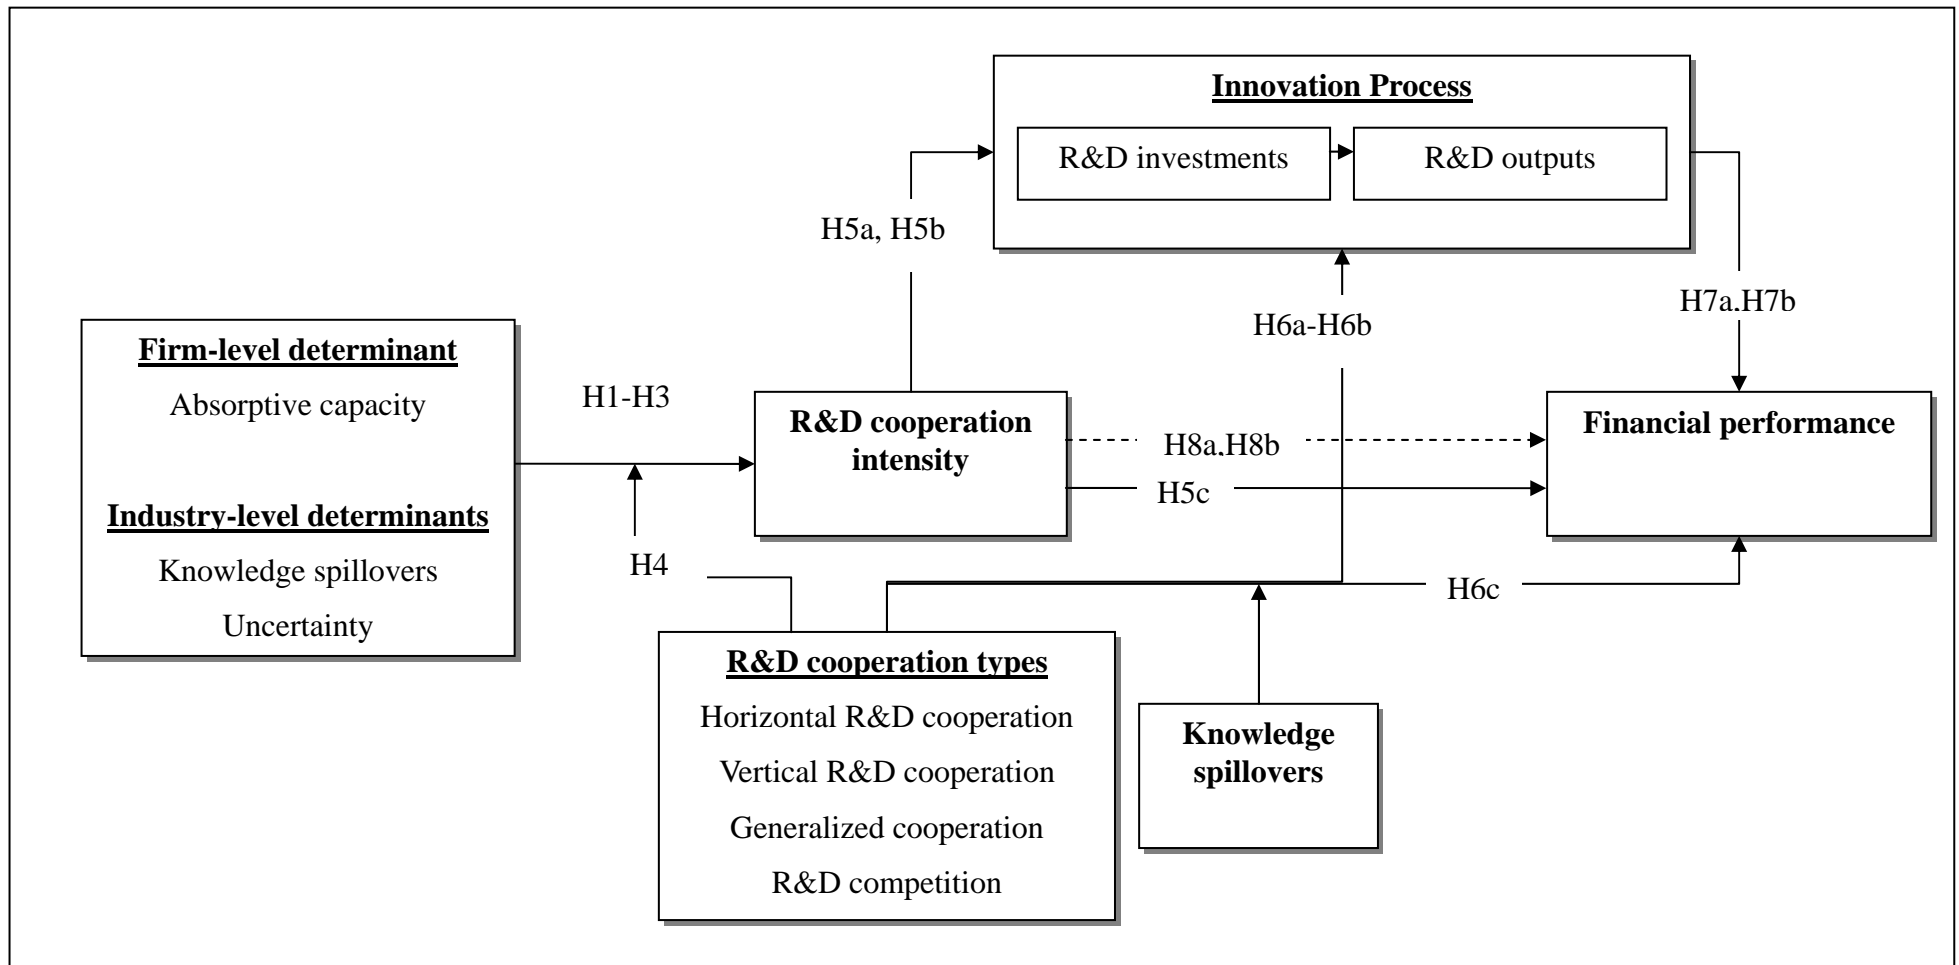 Innovation Process
R&D investments
R&D outputs
H5a, H5b
H7a,H7b
H6a-H6b
Firm-level determinant
Absorptive capacity
Industry-level determinants
Knowledge spillovers
Uncertainty
H1-H3
R&D cooperation
intensity
H8a,H8b
H5c
Financial performance
H4
H6c
R&D cooperation types
Horizontal R&D cooperation
Vertical R&D cooperation
Generalized cooperation
R&D competition
Knowledge
spillovers